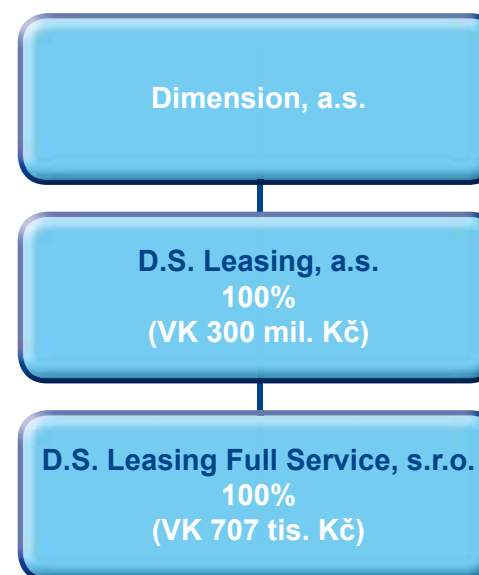 Dimension, a.s.
D.S. Leasing, a.s.
100%
(VK 300 mil. Kč)
D.S. Leasing Full Service, s.r.o.
100%
(VK 707 tis. Kč)